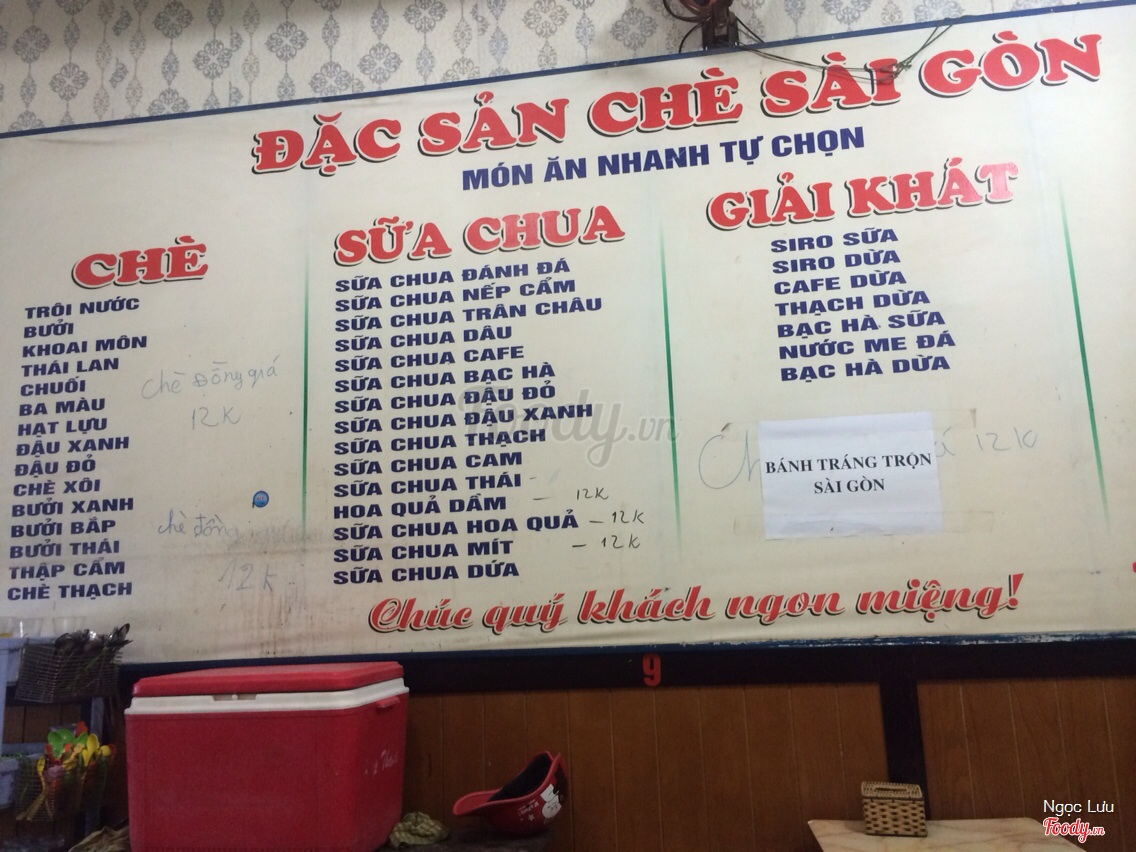 ĐẶC SẢN CHÈ SÀI GÒN
MÓN ĂN NHANH TỰ CHỌN
CHÈ
TRÔI NƯỚC
BƯỞI
KHOAI MÔN
THÁI LAN
CHUỐI
BA MÀU
HẠT LỰU
ĐẬU XANH
ĐẬU ĐỎ
CHÈ XÔI
BƯỞI XANH
BƯỞI BẮP
BƯỞI THÁI
THẬP CẨM
CHÈ THẠCH
chè đồng giá
12K
chè đồng
12K
SỮA CHUA
SỮA CHUA ĐÁNH ĐÁ
SỮA CHUA NẾP CẨM
SỮA CHUA TRÂN CHÂU
SỮA CHUA DÂU
SỮA CHUA CAFE
SỮA CHUA BẠC HÀ
SỮA CHUA ĐẬU ĐỎ
SỮA CHUA ĐẬU XANH
SỮA CHUA THẠCH
SỮA CHUA CAM
SỮA CHUA THÁI
HOA QUẢ DẦM - 12K
SỮA CHUA HOA QUẢ - 12K
SỮA CHUA MÍT - 12K
SỮA CHUA DỨA
GIẢI KHÁT
SIRO SỮA
SIRO DỪA
CAFE DỪA
THẠCH DỪA
BẠC HÀ SỮA
NƯỚC ME ĐÁ
BẠC HÀ DỪA
12K
BÁNH TRÁNG TRỘN
SÀI GÒN
Chúc quý khách ngon miệng!
9
Foody.vn
Ngọc Lưu
Foody.vn